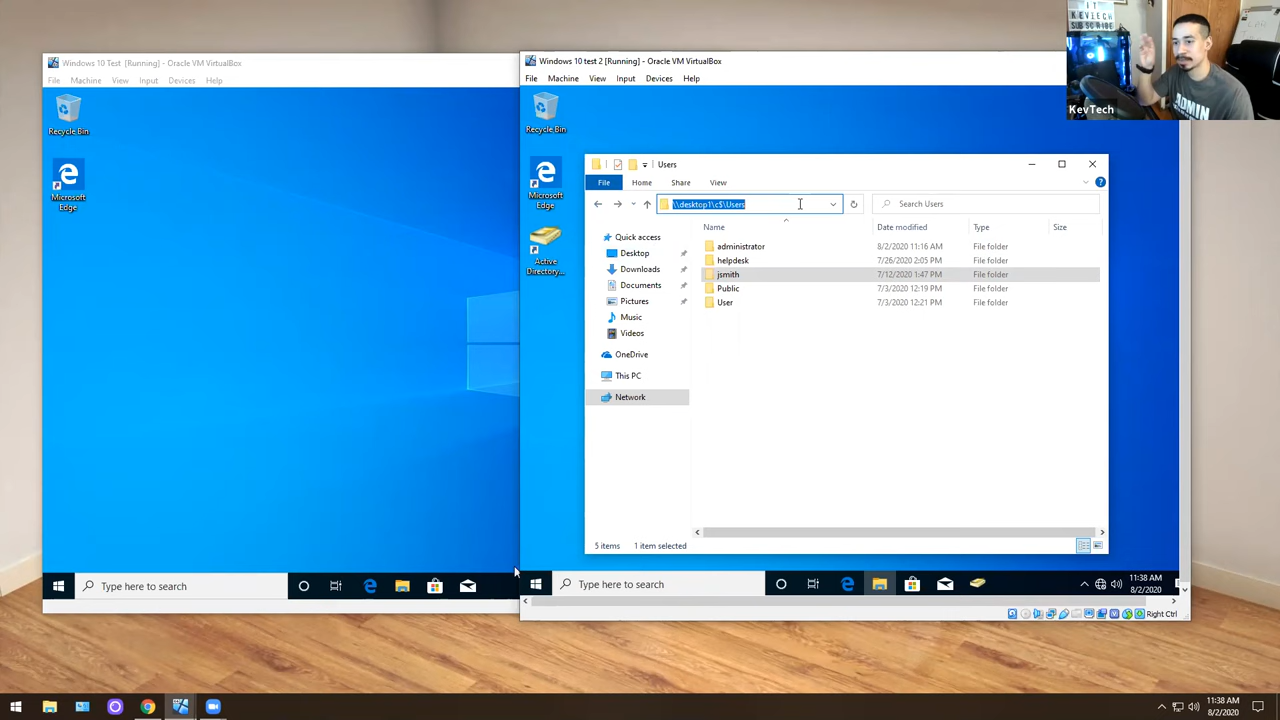 Windows 10 Test [Running] - Oracle VM VirtualBox
File Machine View Input Devices Help
Recycle Bin
Microsoft
Edge
Type here to search
Windows 10 test 2 [Running] - Oracle VM VirtualBox
File Machine View Input Devices Help
Recycle Bin
Microsoft
Edge
Active
Directory...
Users
File Home Share View
\\desktop1\c$\Users
Search Users
Name Date modified Type Size
Quick access
Desktop
Downloads
Documents
Pictures
Music
Videos
OneDrive
This PC
Network
administrator 8/2/2020 11:16 AM File folder
helpdesk 7/26/2020 2:05 PM File folder
jsmith 7/12/2020 1:47 PM File folder
Public 7/3/2020 12:19 PM File folder
User 7/3/2020 12:21 PM File folder
5 items 1 item selected
Type here to search
11:38 AM
8/2/2020
Right Ctrl
IT
KEVTECH
SUBSCRIBE
ADMIN
KevTech
11:38 AM
8/2/2020